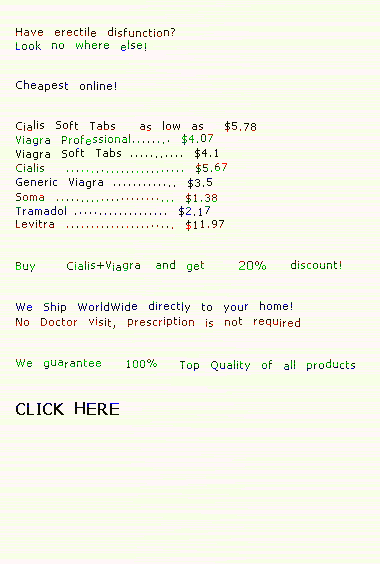 Have erectile disfunction?
Look no where else!
Cheapest online!
Cialis Soft Tabs as low as $5.78
Viagra Professional....... $4.07
Viagra Soft Tabs ........... $4.1
Cialis ........................ $5.67
Generic Viagra ............. $3.5
Soma ........................ $1.38
Tramadol ................... $2.17
Levitra ...................... $11.97
Buy Cialis+Viagra and get 20% discount!
We Ship WorldWide directly to your home!
No Doctor visit, Prescription is not required
We guarantee 100% Top Quality of all products
CLICK HERE